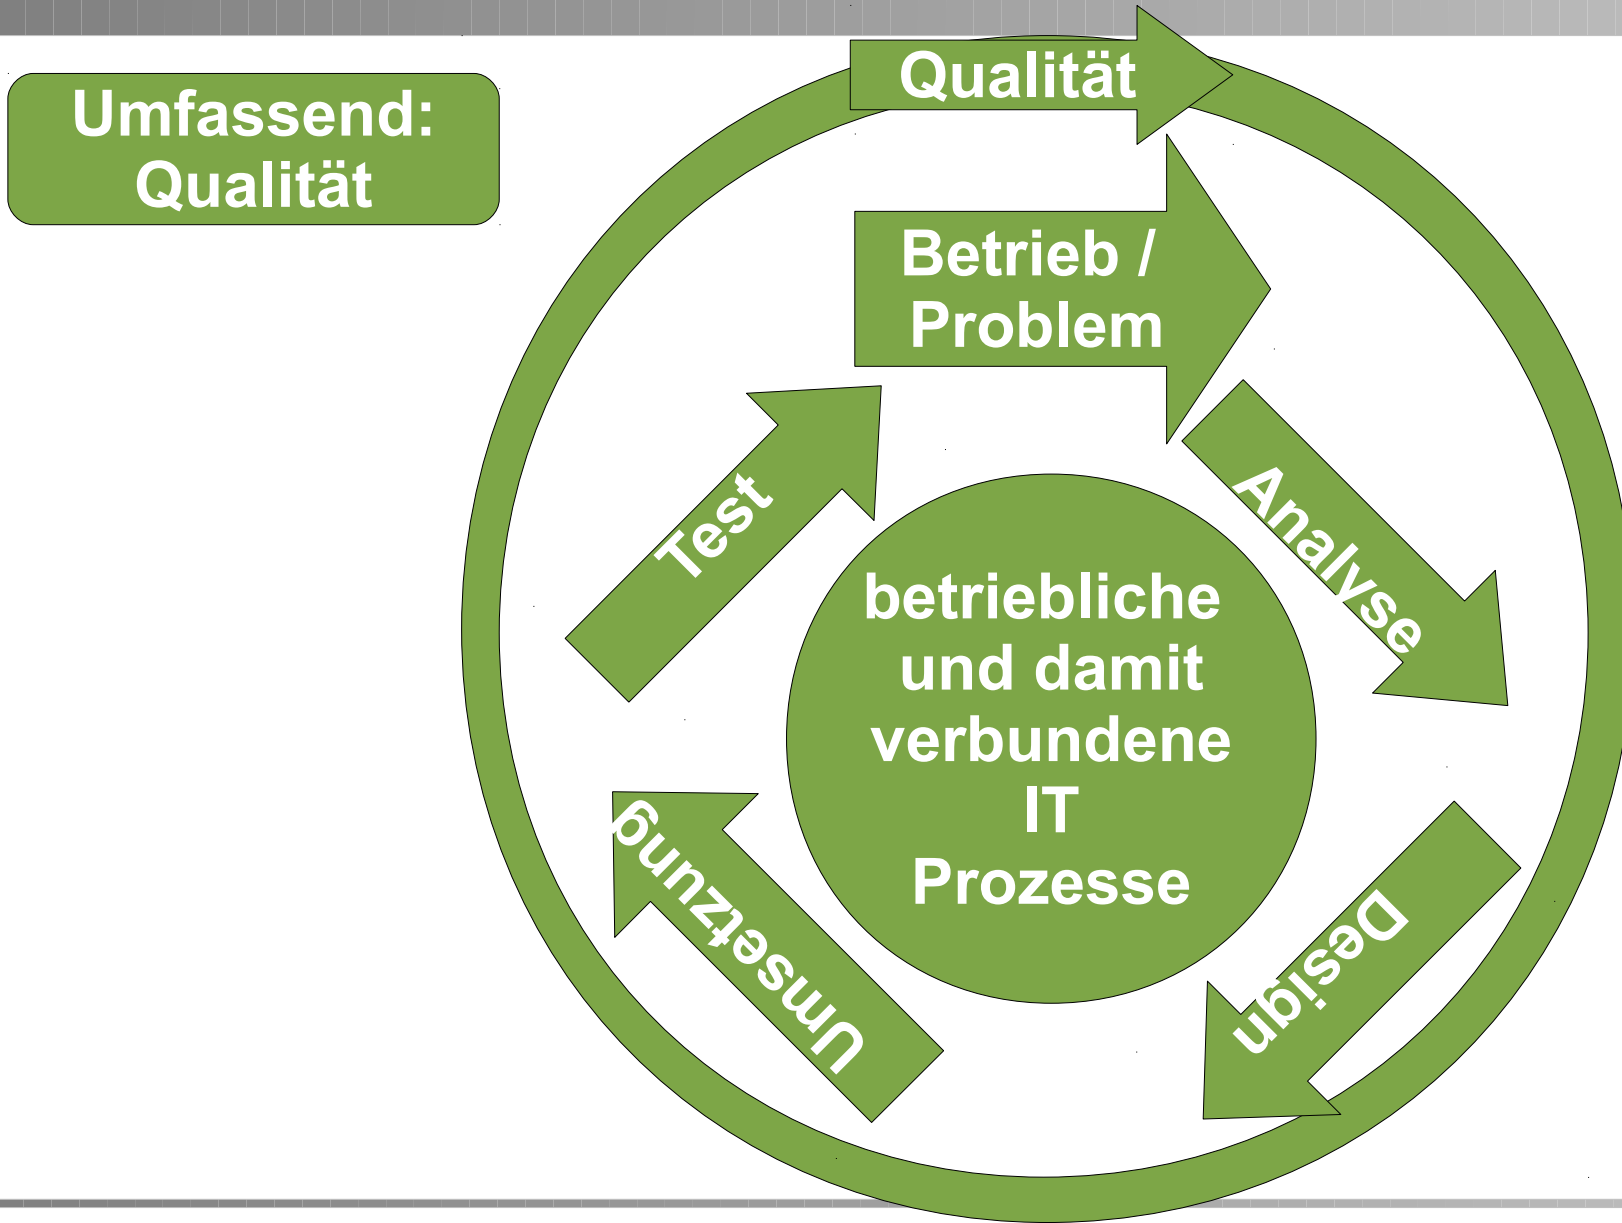 Umfassend:
Qualität
Qualität
Betrieb /
Problem
Analyse
Design
Umsetzung
Test
betriebliche
und damit
verbundene
IT
Prozesse